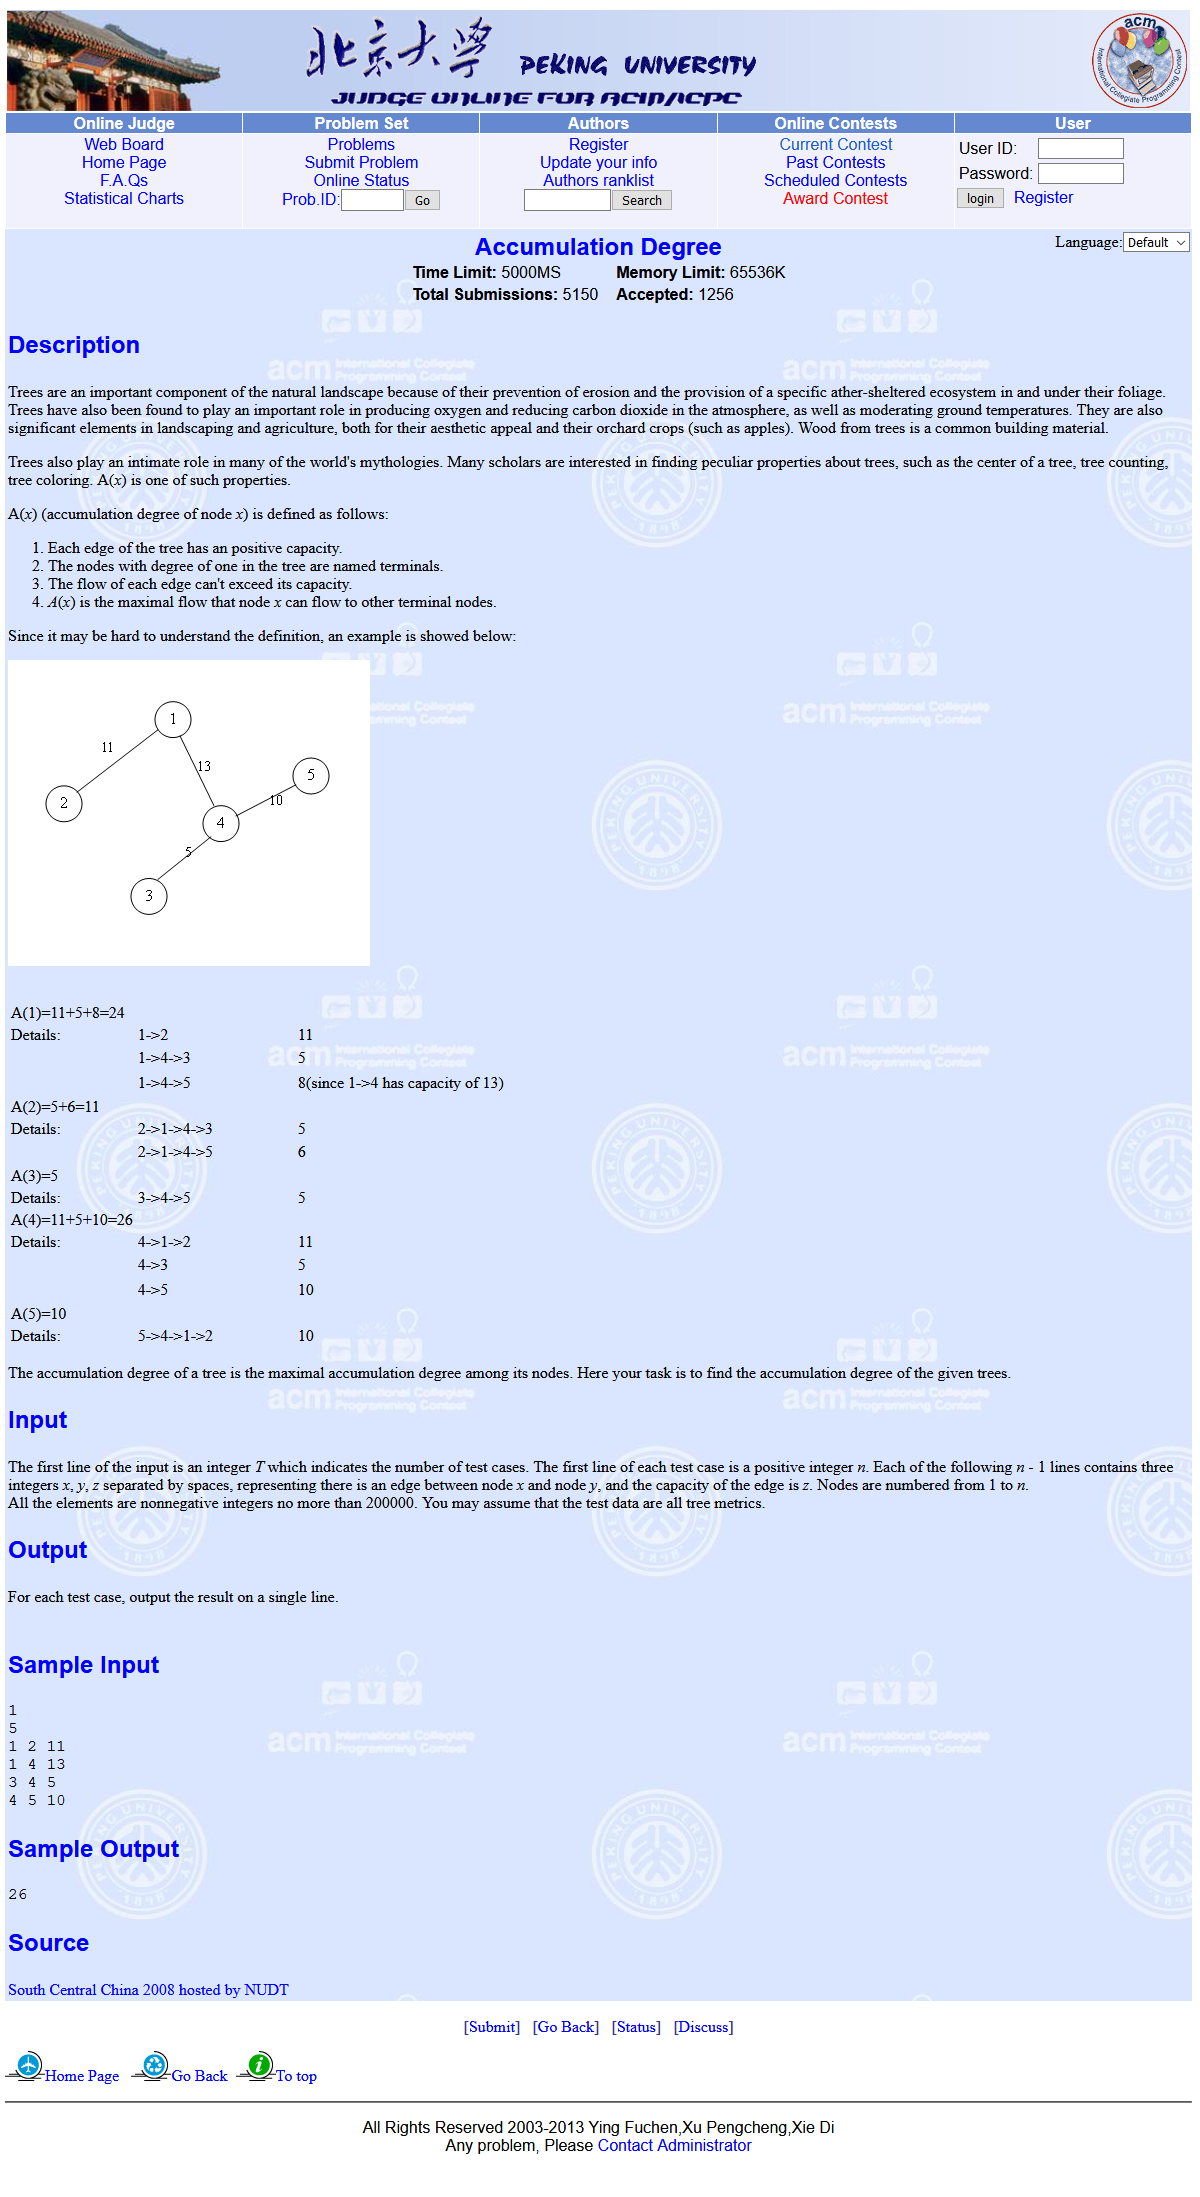 北京大学 PEKING UNIVERSITY
JUDGE ONLINE FOR ACM/ACPC
acm
International Collegiate Programming Contest
Online Judge Problem Set Authors Online Contests User
Web Board Problems Register Current Contest User ID:
Home Page Submit Problem Update your info Past Contests
F.A.Qs Online Status Authors ranklist Scheduled Contests Password:
Statistical Charts Prob.ID: Go Search Award Contest login Register
Language: Default
Accumulation Degree
Time Limit: 5000MS Memory Limit: 65536K
Total Submissions: 5150 Accepted: 1256
Description
Trees are an important component of the natural landscape because of their prevention of erosion and the provision of a specific ather-sheltered ecosystem in and under their foliage.
Trees have also been found to play an important role in producing oxygen and reducing carbon dioxide in the atmosphere, as well as moderating ground temperatures. They are also
significant elements in landscaping and agriculture, both for their aesthetic appeal and their orchard crops (such as apples). Wood from trees is a common building material.
Trees also play an intimate role in many of the world's mythologies. Many scholars are interested in finding peculiar properties about trees, such as the center of a tree, tree counting,
tree coloring. A(x) is one of such properties.
A(x) (accumulation degree of node x) is defined as follows:
1. Each edge of the tree has an positive capacity.
2. The nodes with degree of one in the tree are named terminals.
3. The flow of each edge can't exceed its capacity.
4. A(x) is the maximal flow that node x can flow to other terminal nodes.
Since it may be hard to understand the definition, an example is showed below:
1
11
13
5
10
2
4
5
3
A(1)=11+5+8=24
Details: 1->2 11
1->4->3 5
1->4->5 8(since 1->4 has capacity of 13)
A(2)=5+6=11
Details: 2->1->4->3 5
2->1->4->5 6
A(3)=5
Details: 3->4->5 5
A(4)=11+5+10=26
Details: 4->1->2 11
4->3 5
4->5 10
A(5)=10
Details: 5->4->1->2 10
The accumulation degree of a tree is the maximal accumulation degree among its nodes. Here your task is to find the accumulation degree of the given trees.
Input
The first line of the input is an integer T which indicates the number of test cases. The first line of each test case is a positive integer n. Each of the following n - 1 lines contains three
integers x, y, z separated by spaces, representing there is an edge between node x and node y, and the capacity of the edge is z. Nodes are numbered from 1 to n.
All the elements are nonnegative integers no more than 200000. You may assume that the test data are all tree metrics.
Output
For each test case, output the result on a single line.
Sample Input
1
5
1 2 11
1 4 13
3 4 5
4 5 10
Sample Output
26
Source
South Central China 2008 hosted by NUDT
[Submit] [Go Back] [Status] [Discuss]
Home Page Go Back To top
All Rights Reserved 2003-2013 Ying Fuchen,Xu Pengcheng,Xie Di
Any problem, Please Contact Administrator